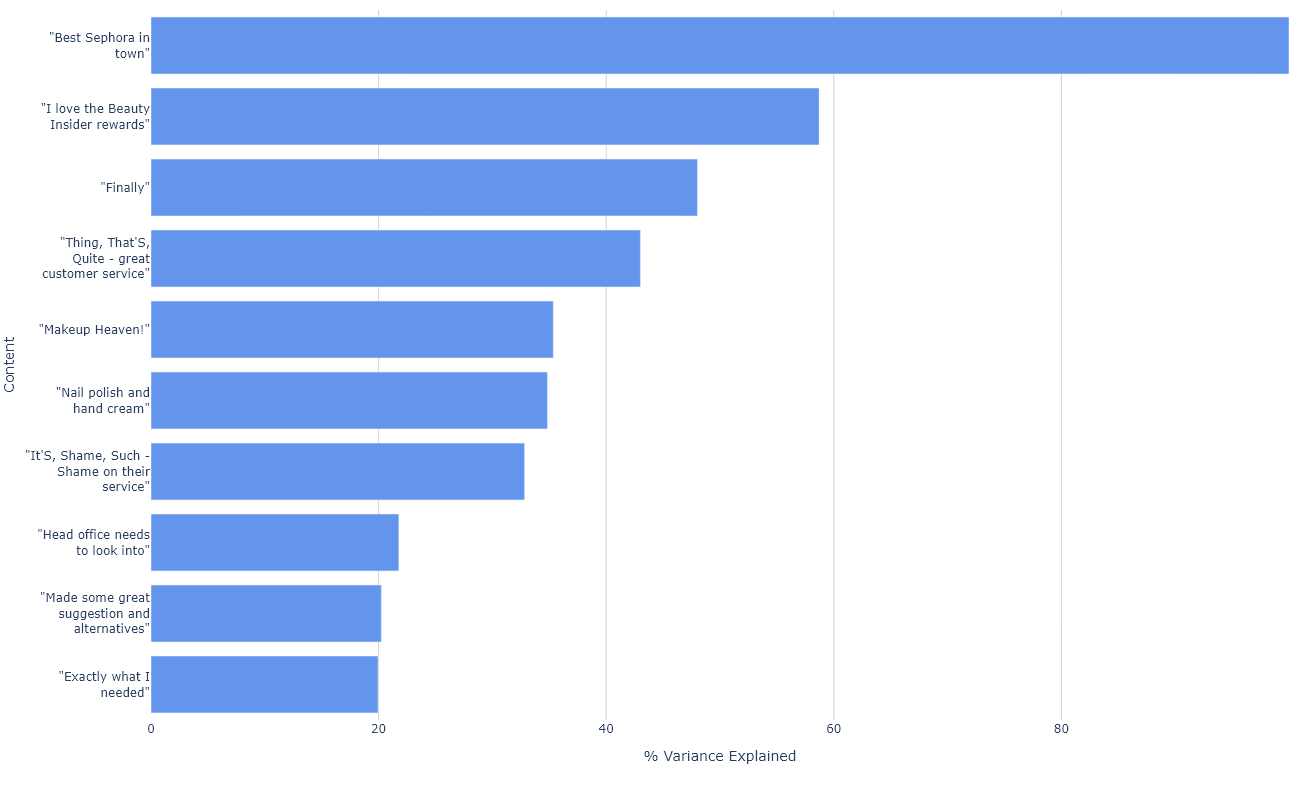 "Best Sephora in
town"
"I love the Beauty
Insider rewards"
"Finally"
"Thing, That'S,
Quite - great
customer service"
"Makeup Heaven!"
"Nail polish and
hand cream"
"It'S, Shame, Such -
Shame on their
service"
"Head office needs
to look into"
"Made some great
suggestion and
alternatives"
"Exactly what I
needed"
Content
0
20
40
60
80
% Variance Explained